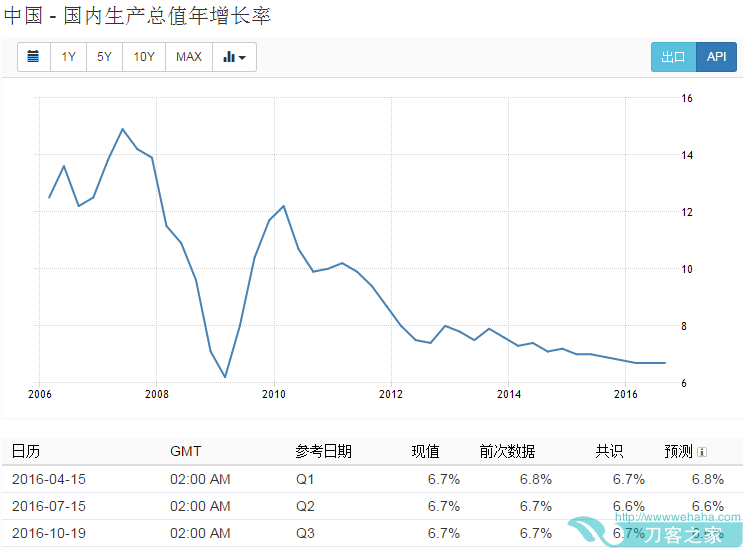 中国 - 国内生产总值年增长率
1Y 5Y 10Y MAX 出口 API
16
14
12
10
8
6
2006 2008 2010 2012 2014 2016
日历 GMT 参考日期 现值 前次数据 共识 预测
2016-04-15 02:00 AM Q1 6.7% 6.8% 6.7% 6.8%
2016-07-15 02:00 AM Q2 6.7% 6.7% 6.6% 6.6%
http://www.wehaha.com
2016-10-19 02:00 AM Q3 6.7% 6.7%
刀客之家